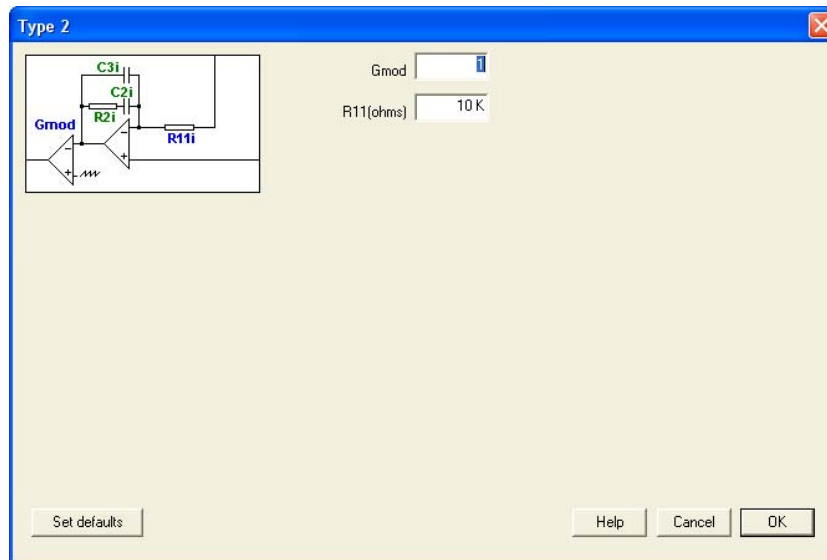 Type 2
C3i
C2i
R2i
Gmod
R11i
Gmod 1
R11(ohms) 10 K
Set defaults
Help
Cancel
OK